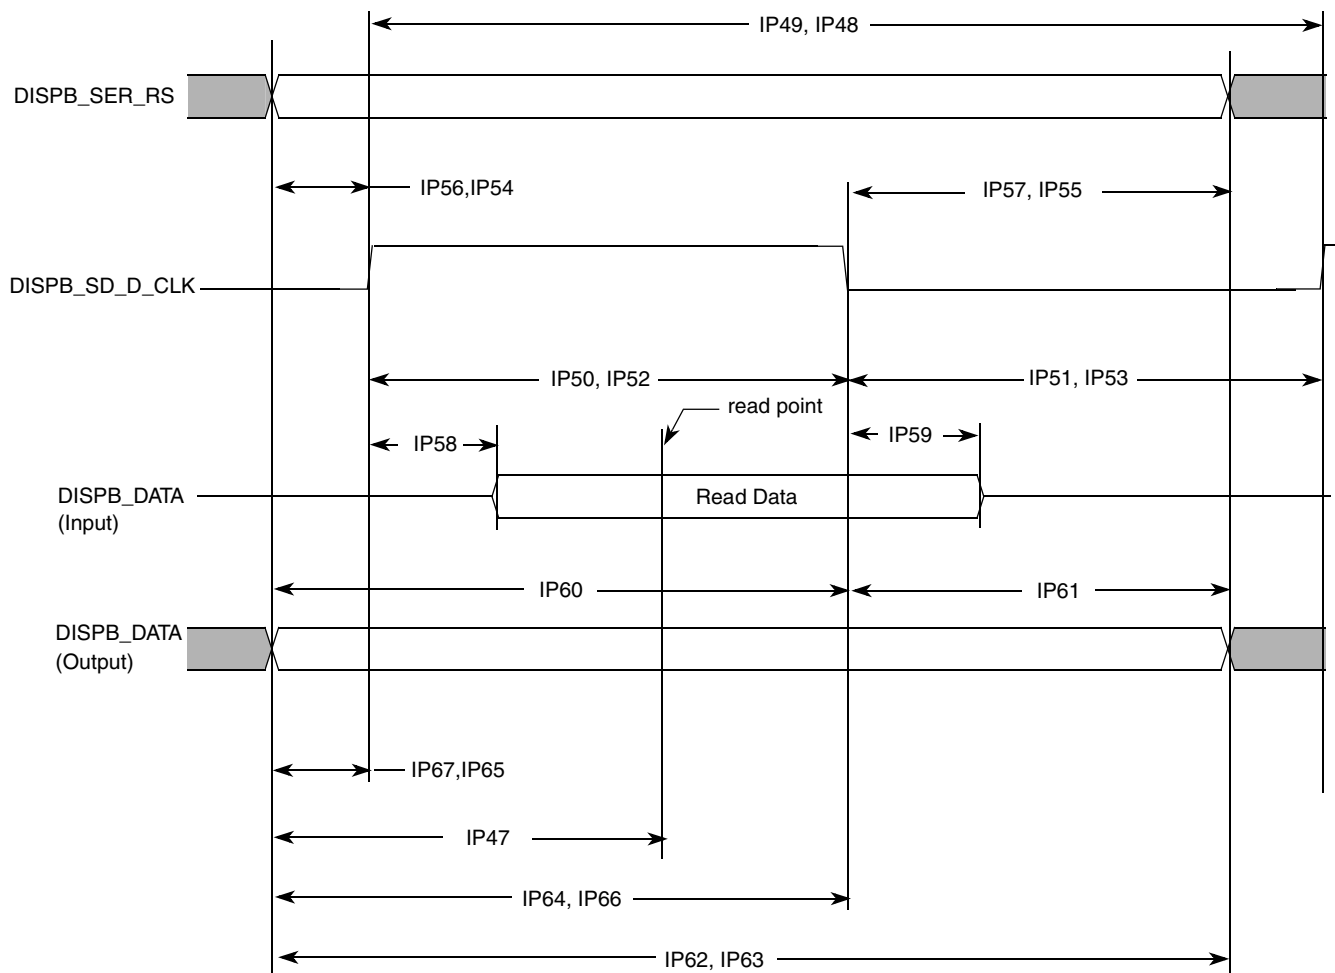 IP49, IP48
DISPB_SER_RS
IP56,IP54
IP57, IP55
DISPB_SD_D_CLK
IP50, IP52
IP51, IP53
read point
IP58
IP59
DISPB_DATA
(Input)
Read Data
IP60
IP61
DISPB_DATA
(Output)
IP67,IP65
IP47
IP64, IP66
IP62, IP63